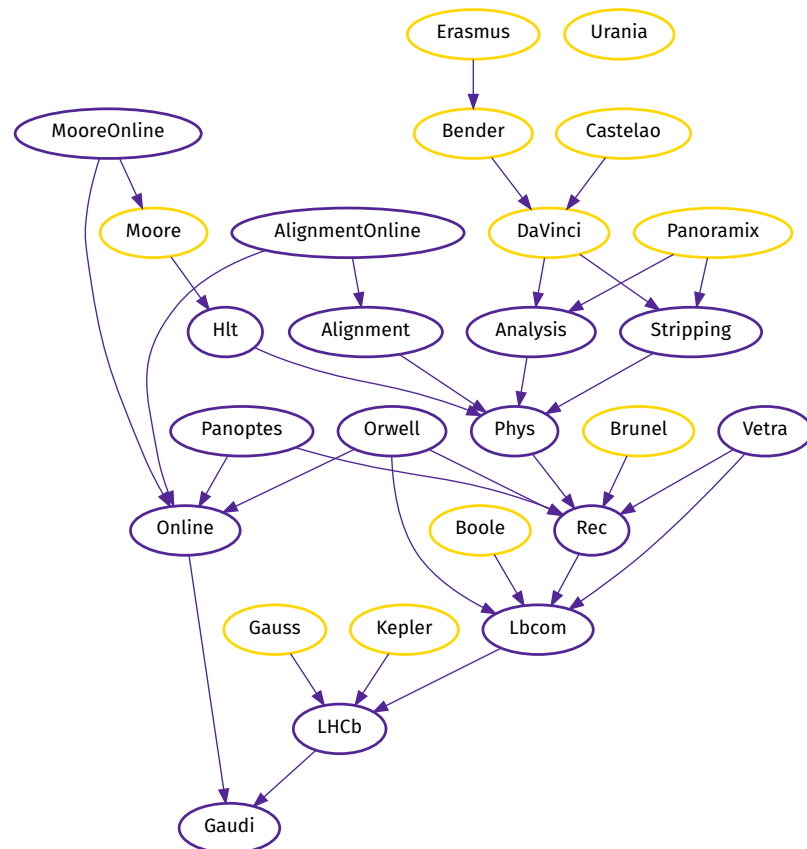 Erasmus
Urania
MooreOnline
Bender
Castelao
Moore
AlignmentOnline
DaVinci
Panoramix
Hlt
Alignment
Analysis
Stripping
Panoptes
Orwell
Phys
Brunel
Vetra
Online
Boole
Rec
Gauss
Kepler
Lbcom
LHCb
Gaudi